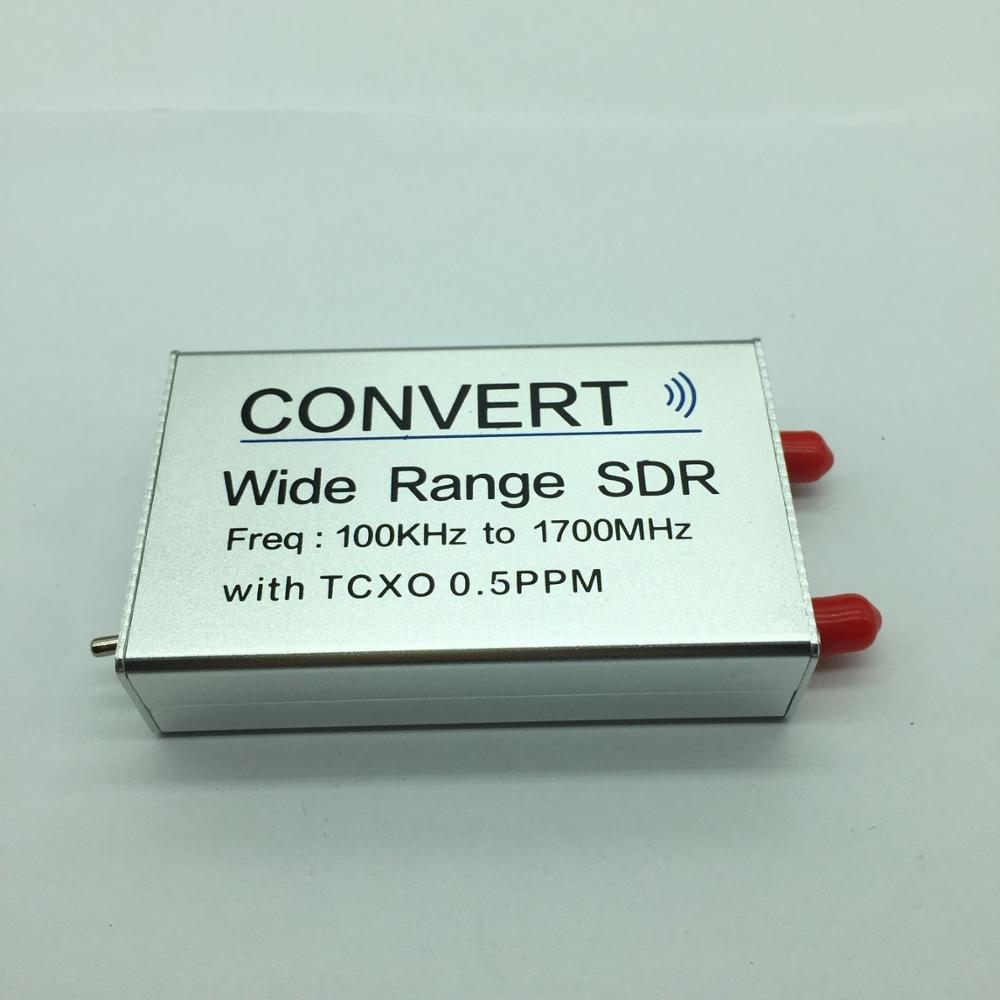 CONVERT
Wide Range SDR
Freq : 100KHz to 1700MHz
with TCXO 0.5PPM